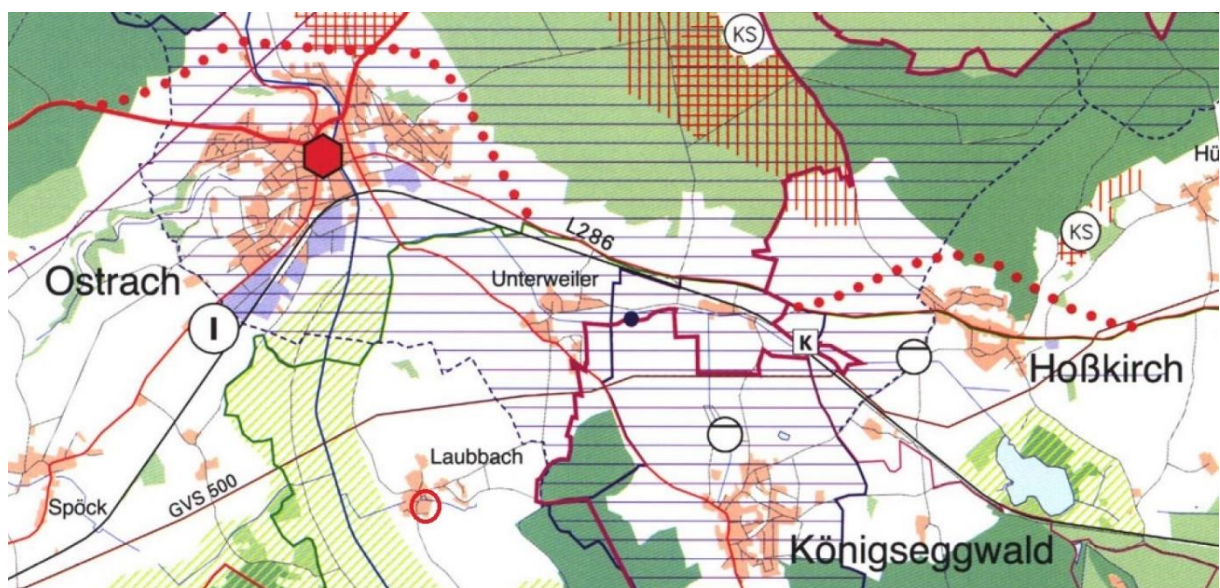 KS
Hü
KS
L286
Ostrach
Unterweiler
I
K
Hoßkirch
Laubbach
GVS 500
Spöck
Königseggwald